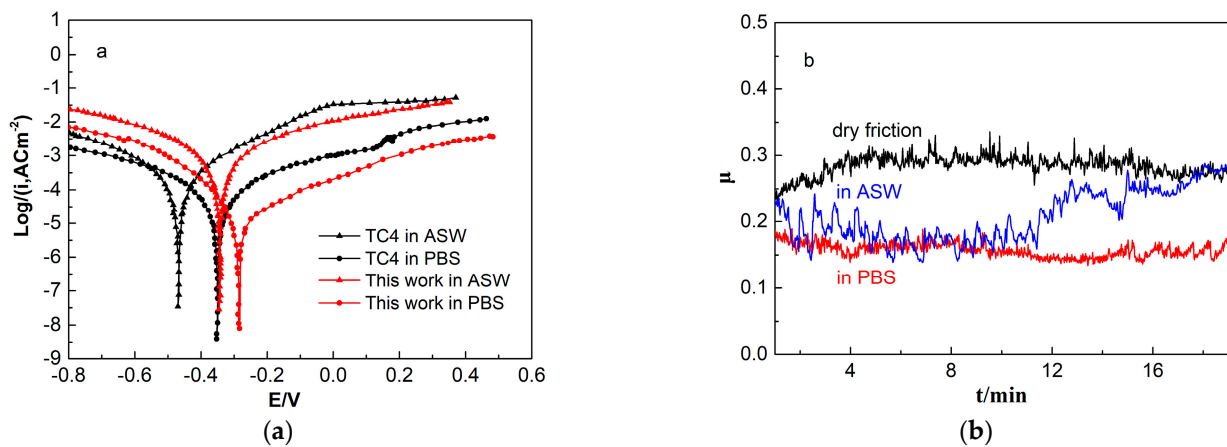 a
Log/(i,ACm-2)
1
0
-1
-2
-3
-4
-5
-6
-7
-8
-9
TC4 in ASW
TC4 in PBS
This work in ASW
This work in PBS
-0.8 -0.6 -0.4 -0.2 0.0 0.2 0.4 0.6
E/V
(a)
b
μ
0.5
0.4
0.3
0.2
0.1
0.0
dry friction
in ASW
in PBS
4 8 12 16
t/min
(b)